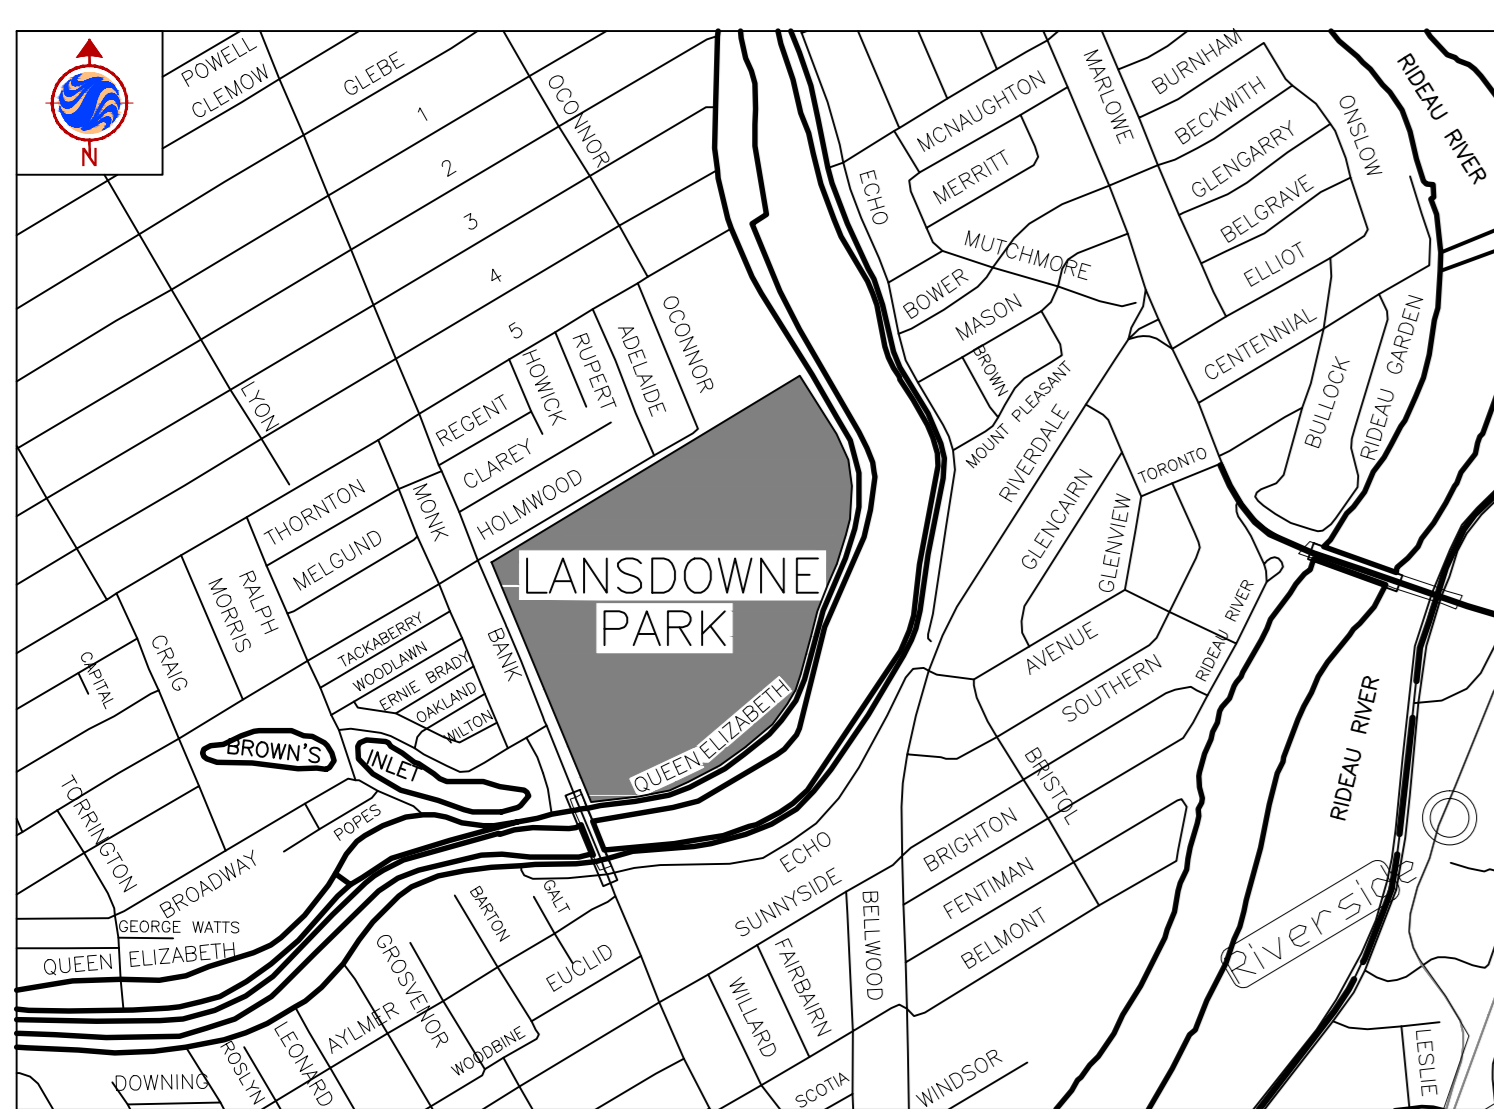 POWELL
CLEMOW
GLEBE
1
2
3
4
5
OCONNOR
N
LYON
HOWICK
RUPERT
ADELAIDE
OCONNOR
REGENT
CLAREY
HOLMWOOD
THORNTON
MELGUND
MONK
RALPH
MORRIS
CRAIG
CAPITAL
TACKABERRY
WOODLAWN
ERNIE BRADY
OAKLAND
WILTON
BANK
LANSDOWNE
PARK
QUEEN ELIZABETH
BROWN'S
INLET
TORRINGTON
POPES
BROADWAY
GEORGE WATTS
QUEEN ELIZABETH
ECHO
MCNAUGHTON
MERRITT
MARLOWE
BURNHAM
BECKWITH
GLENGARRY
BELGRAVE
ELLIOT
ONSLOW
RIDEAU RIVER
MUTCHMORE
BOWER
MASON
BROWN
MOUNT PLEASANT
RIVERDALE
CENTENNIAL
BULLOCK
RIDEAU GARDEN
TORONTO
GLENCAIRN
GLENVIEW
RIDEAU RIVER
AVENUE
SOUTHERN
BRISTOL
RIDEAU RIVER
ECHO
SUNNYSIDE
BRIGHTON
FENTIMAN
BELMONT
BELLWOOD
FAIRBAIRN
WILLARD
Riverside
BARTON
GALT
EUCLID
GROSVENOR
AYLMER
WOODBINE
LEONARD
ROSLYN
DOWNING
SCOTIA
WINDSOR
LESLIE